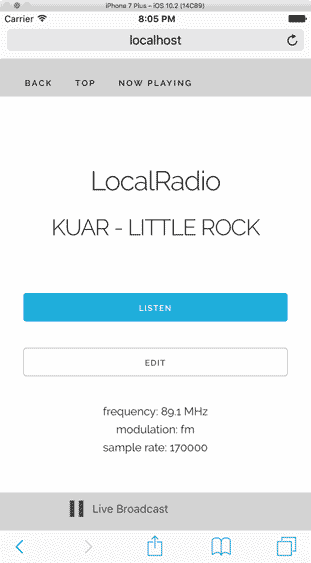 iPhone 7 Plus – iOS 10.2 (14C89)
Carrier 8:05 PM
localhost
BACK TOP NOW PLAYING
LocalRadio
KUAR - LITTLE ROCK
LISTEN
EDIT
frequency: 89.1 MHz
modulation: fm
sample rate: 170000
Live Broadcast